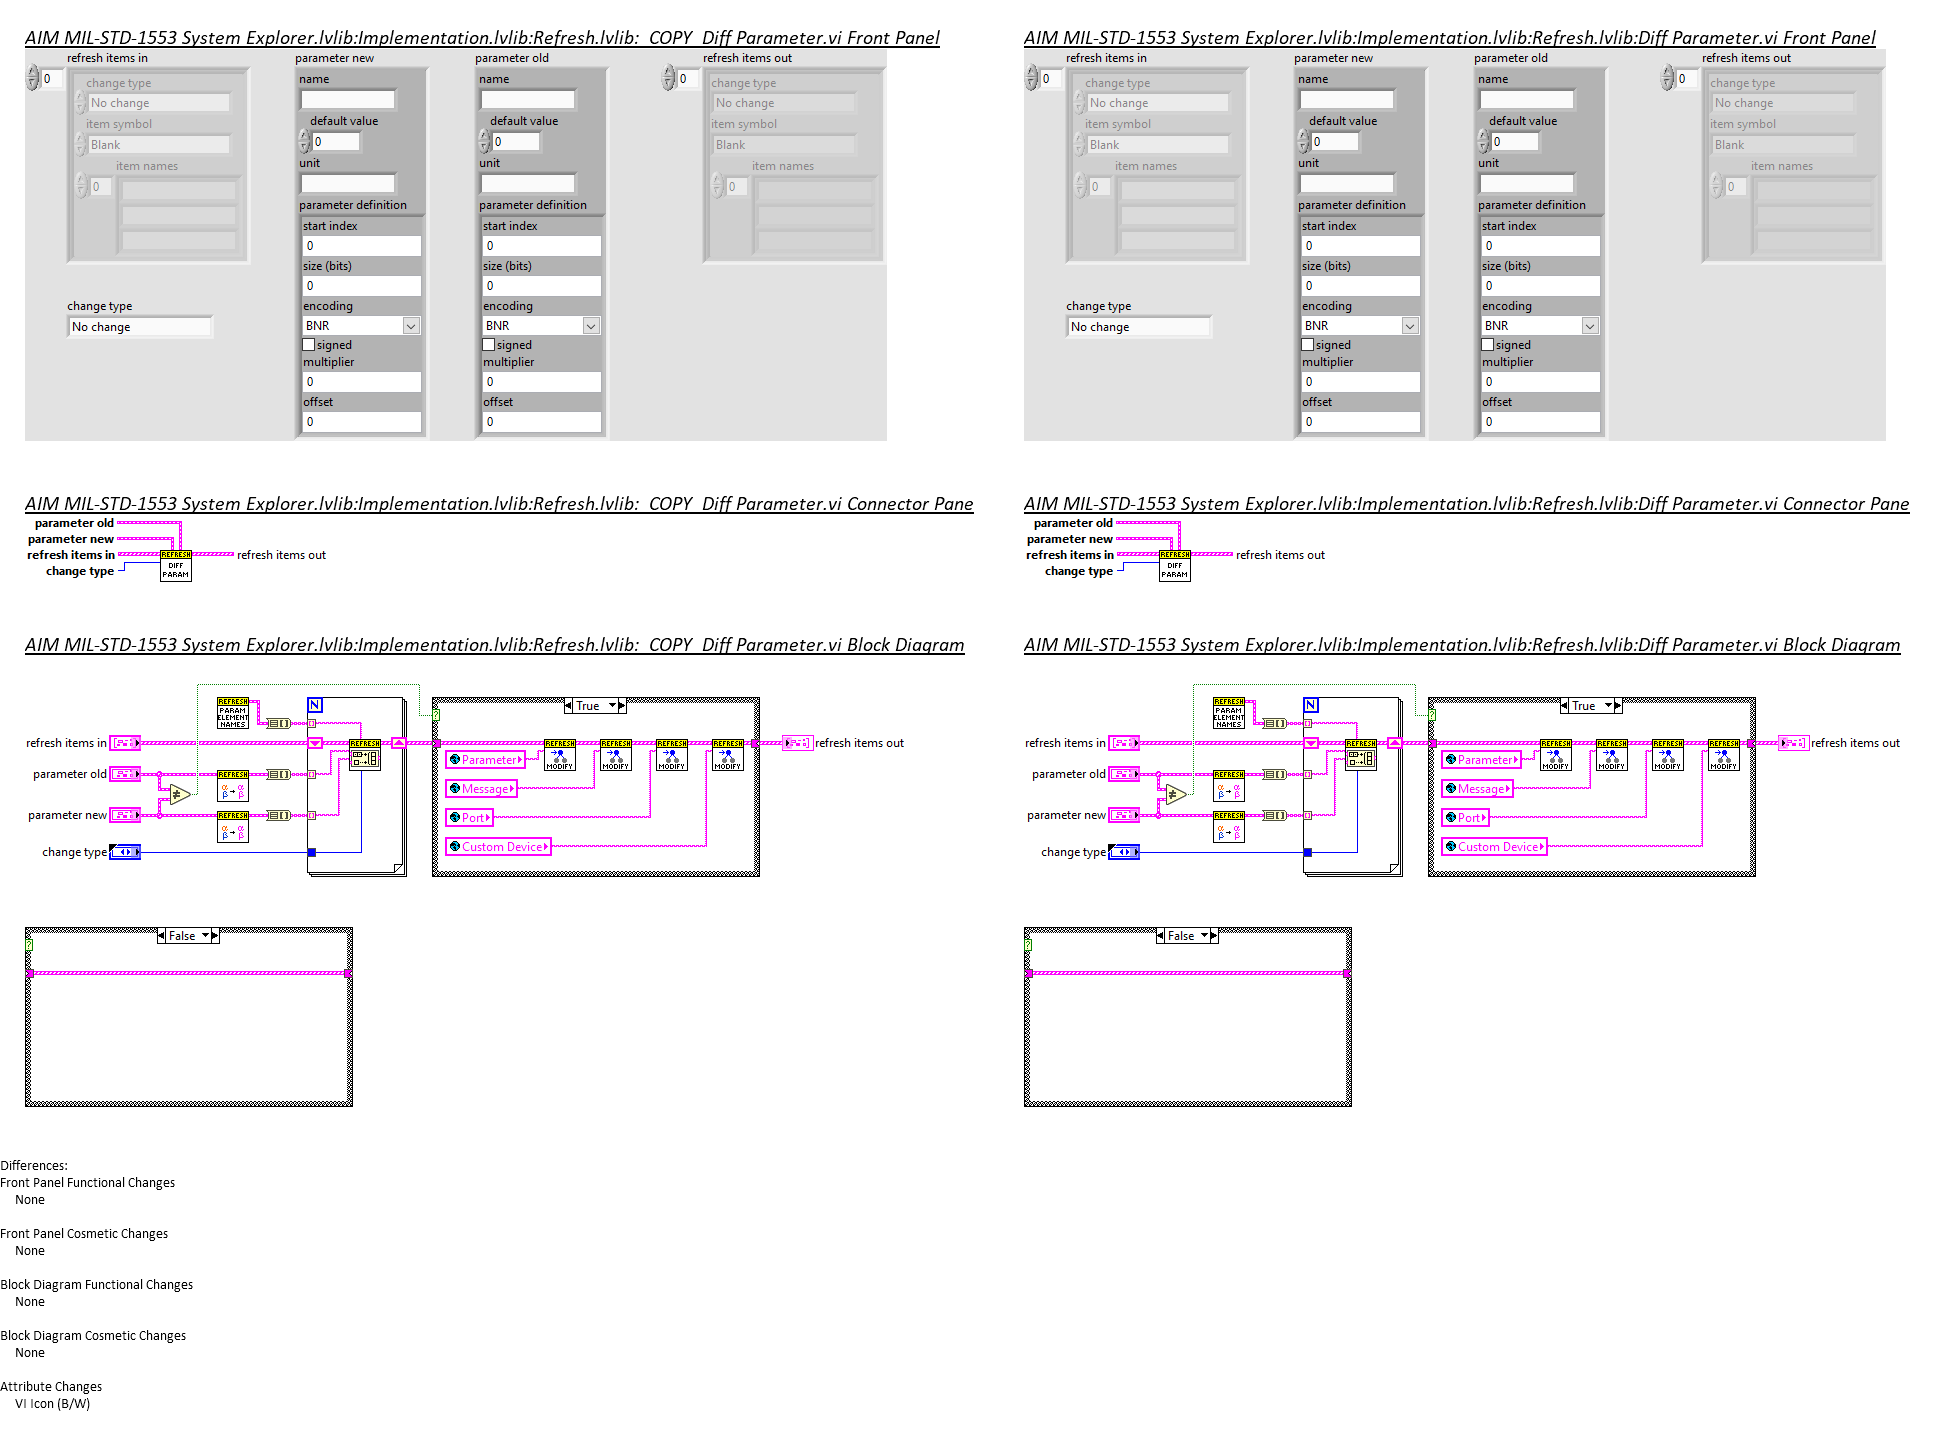 AIM MIL-STD-1553 System Explorer.lvlib:Implementation.lvlib:Refresh.lvlib:_COPY_Diff Parameter.vi Front Panel
refresh items in
parameter new
parameter old
refresh items out
0
change type
No change
item symbol
Blank
item names
0
name
default value
0
unit
parameter definition
start index
0
size (bits)
0
encoding
BNR
signed
multiplier
0
offset
0
name
default value
0
unit
parameter definition
start index
0
size (bits)
0
encoding
BNR
signed
multiplier
0
offset
0
0
change type
No change
item symbol
Blank
item names
0
change type
No change
AIM MIL-STD-1553 System Explorer.lvlib:Implementation.lvlib:Refresh.lvlib:Diff Parameter.vi Front Panel
refresh items in
parameter new
parameter old
refresh items out
0
change type
No change
item symbol
Blank
item names
0
name
default value
0
unit
parameter definition
start index
0
size (bits)
0
encoding
BNR
signed
multiplier
0
offset
0
name
default value
0
unit
parameter definition
start index
0
size (bits)
0
encoding
BNR
signed
multiplier
0
offset
0
0
change type
No change
item symbol
Blank
item names
0
change type
No change
AIM MIL-STD-1553 System Explorer.lvlib:Implementation.lvlib:Refresh.lvlib:_COPY_Diff Parameter.vi Connector Pane
parameter old
parameter new
refresh items in
change type
REFRESH
DIFF
PARAM
refresh items out
AIM MIL-STD-1553 System Explorer.lvlib:Implementation.lvlib:Refresh.lvlib:Diff Parameter.vi Connector Pane
parameter old
parameter new
refresh items in
change type
REFRESH
DIFF
PARAM
refresh items out
AIM MIL-STD-1553 System Explorer.lvlib:Implementation.lvlib:Refresh.lvlib:_COPY_Diff Parameter.vi Block Diagram
REFRESH
PARAM
ELEMENT
NAMES
N
True
refresh items in
REFRESH
REFRESH
MODIFY
REFRESH
MODIFY
REFRESH
MODIFY
REFRESH
MODIFY
refresh items out
Parameter
parameter old
REFRESH
α β → α β
Message
parameter new
REFRESH
α β → α β
Port
change type
Custom Device
False
AIM MIL-STD-1553 System Explorer.lvlib:Implementation.lvlib:Refresh.lvlib:Diff Parameter.vi Block Diagram
REFRESH
PARAM
ELEMENT
NAMES
N
True
refresh items in
REFRESH
REFRESH
MODIFY
REFRESH
MODIFY
REFRESH
MODIFY
REFRESH
MODIFY
refresh items out
Parameter
parameter old
REFRESH
α β → α β
Message
parameter new
REFRESH
α β → α β
Port
change type
Custom Device
False
Differences:
Front Panel Functional Changes
None
Front Panel Cosmetic Changes
None
Block Diagram Functional Changes
None
Block Diagram Cosmetic Changes
None
Attribute Changes
VI Icon (B/W)